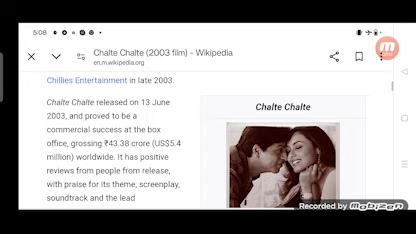 5:08
Chalte Chalte (2003 film) - Wikipedia
en.m.wikipedia.org
Chillies Entertainment in late 2003.
Chalte Chalte released on 13 June
2003, and proved to be a
commercial success at the box
office, grossing ₹43.38 crore (US$5.4
million) worldwide. It has positive
reviews from people from release,
with praise for its theme, screenplay,
soundtrack and the lead
Chalte Chalte
Recorded by Mobizen